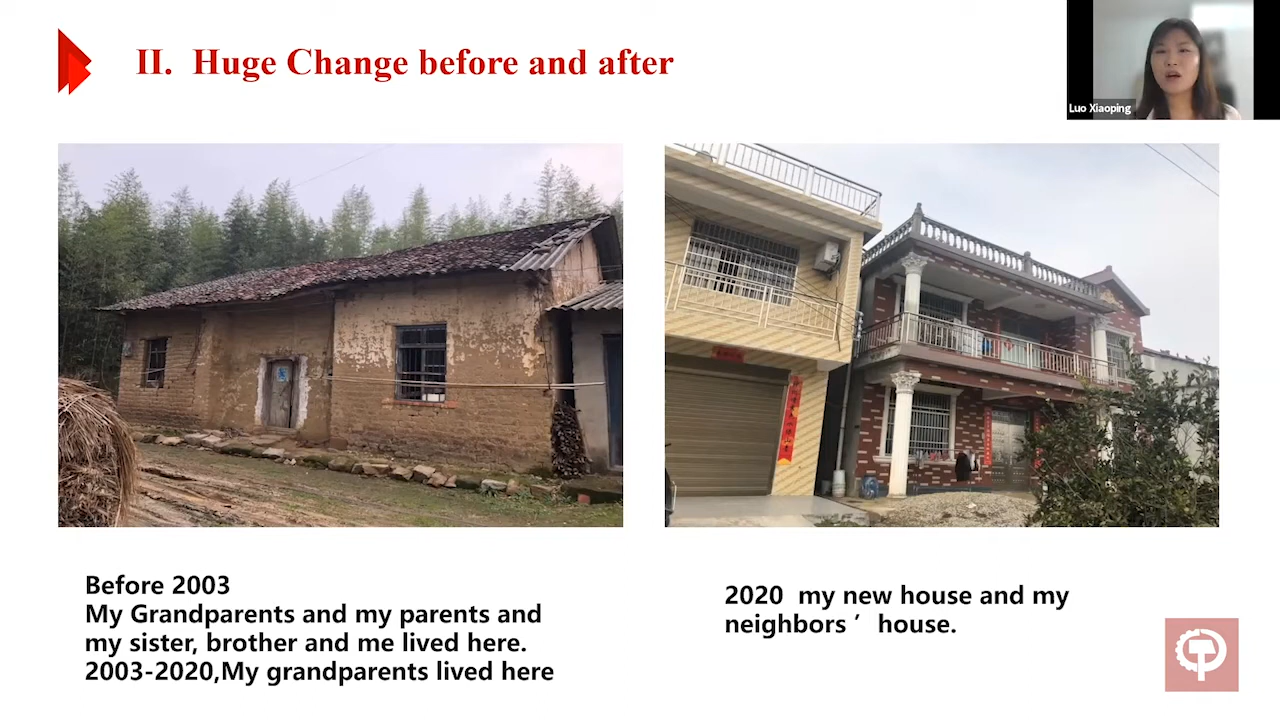 II. Huge Change before and after
Luo Xiaoping
Before 2003
My Grandparents and my parents and
my sister, brother and me lived here.
2003-2020,My grandparents lived here
2020 my new house and my
neighbors ’ house.